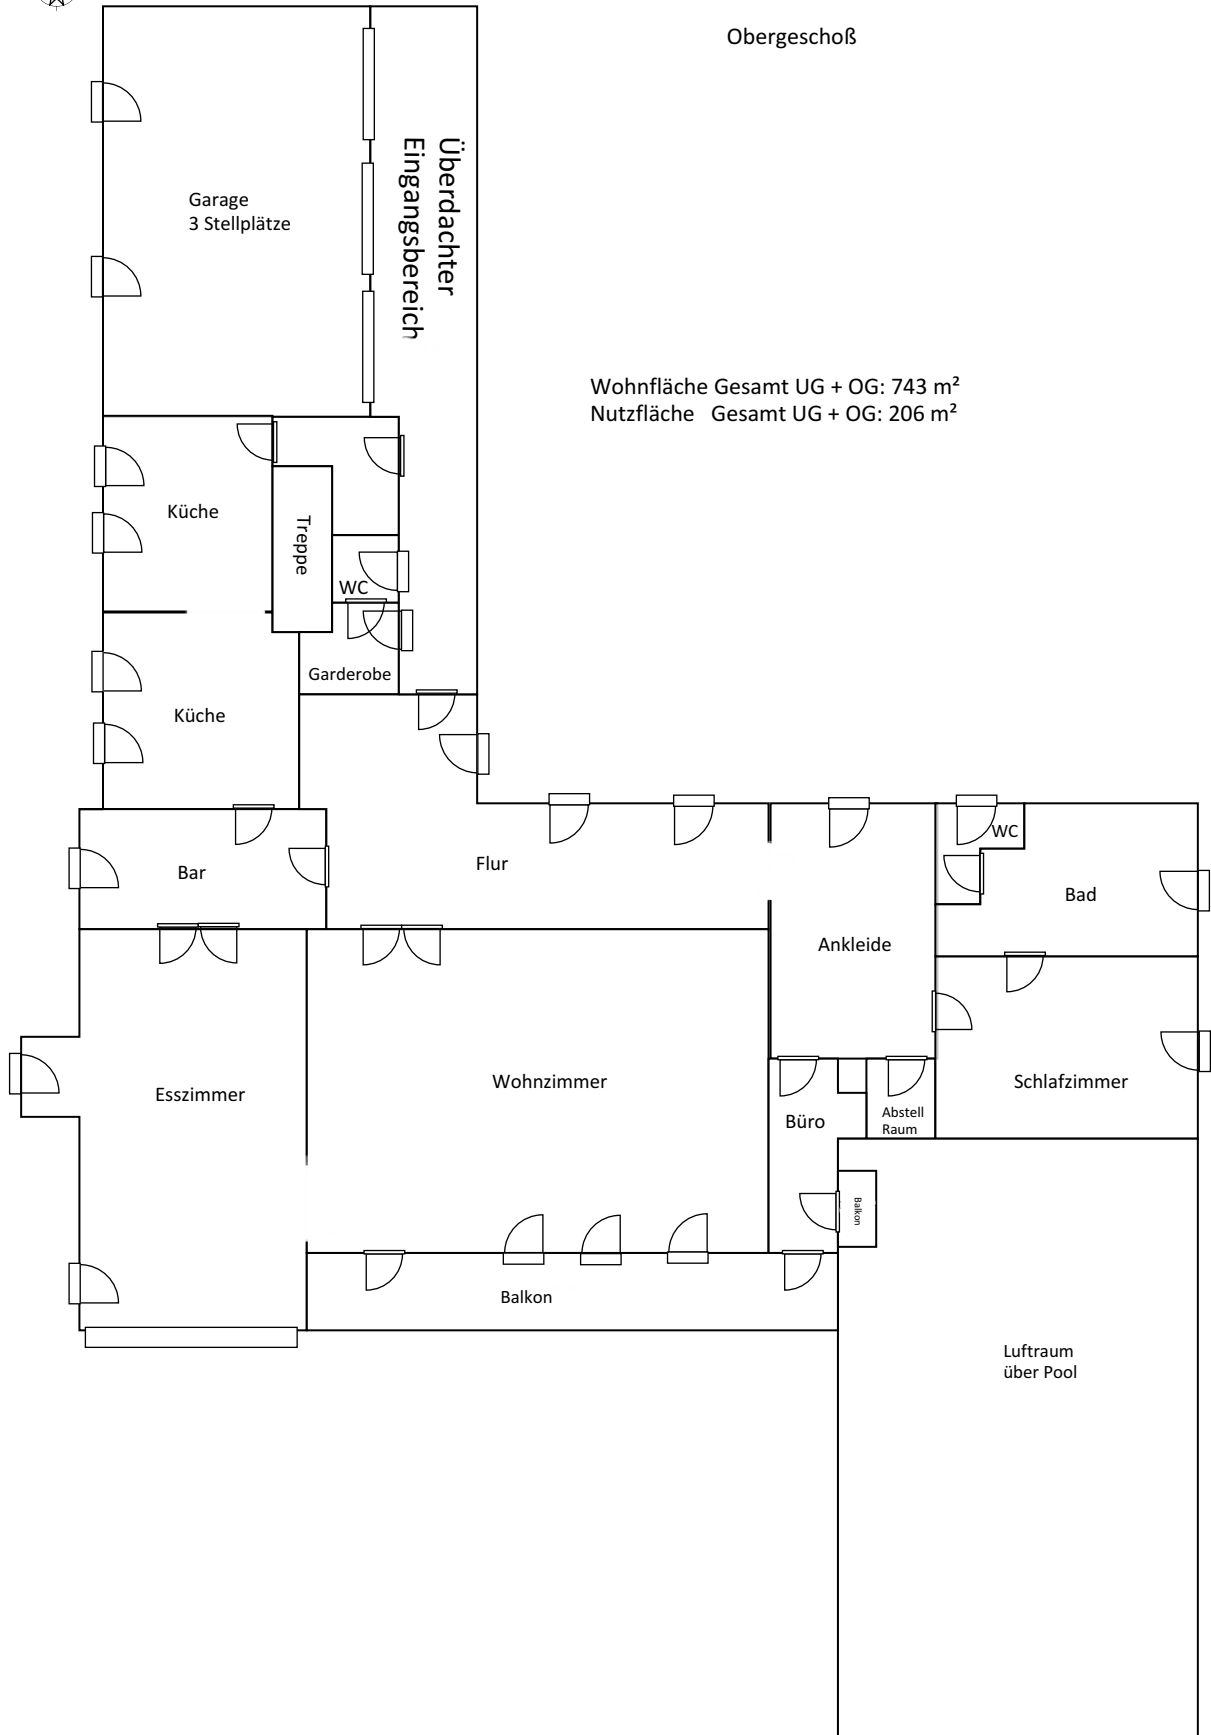 Obergeschoß
Überdachter
Eingangsbereich
Garage
3 Stellplätze
Wohnfläche Gesamt UG + OG: 743 m²
Nutzfläche Gesamt UG + OG: 206 m²
Küche
Treppe
WC
Garderobe
Küche
WC
Flur
Bar
Bad
Ankleide
Wohnzimmer
Schlafzimmer
Esszimmer
Büro
Abstell
Raum
Balkon
Balkon
Luftraum
über Pool